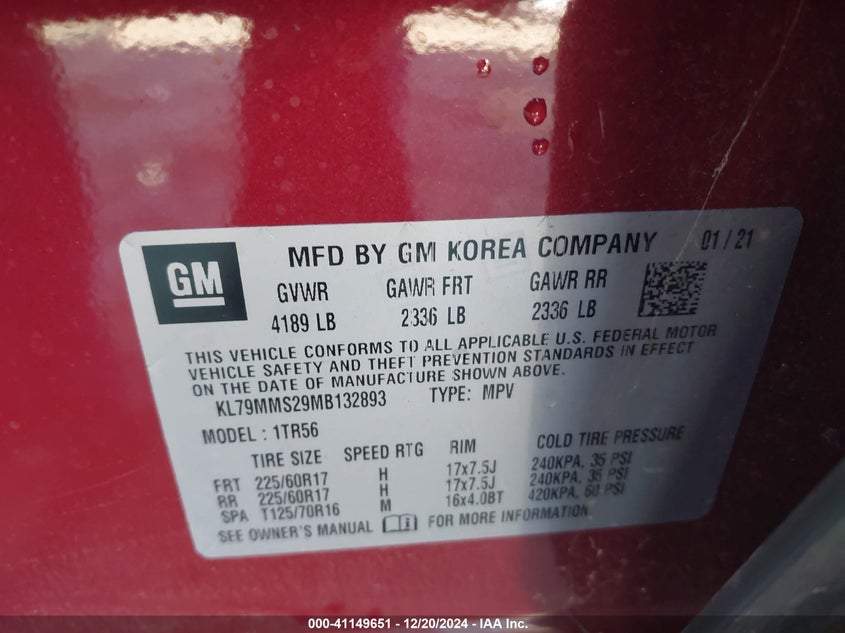 GM
MFD BY GM KOREA COMPANY 01/21
GVWR GAWR FRT GAWR RR
4189 LB 2336 LB 2336 LB
THIS VEHICLE CONFORMS TO ALL APPLICABLE U.S. FEDERAL MOTOR
VEHICLE SAFETY AND THEFT PREVENTION STANDARDS IN EFFECT
ON THE DATE OF MANUFACTURE SHOWN ABOVE.
KL79MMS29MB132893 TYPE: MPV
MODEL : 1TR56
TIRE SIZE SPEED RTG RIM COLD TIRE PRESSURE
FRT 225/60R17 H 17x7.5J 240KPA, 35 PSI
RR 225/60R17 H 17x7.5J 240KPA, 35 PSI
SPA T125/70R16 M 16x4.0BT 420KPA, 60 PSI
SEE OWNER'S MANUAL FOR MORE INFORMATION
000-41149651 - 12/20/2024 - IAA Inc.